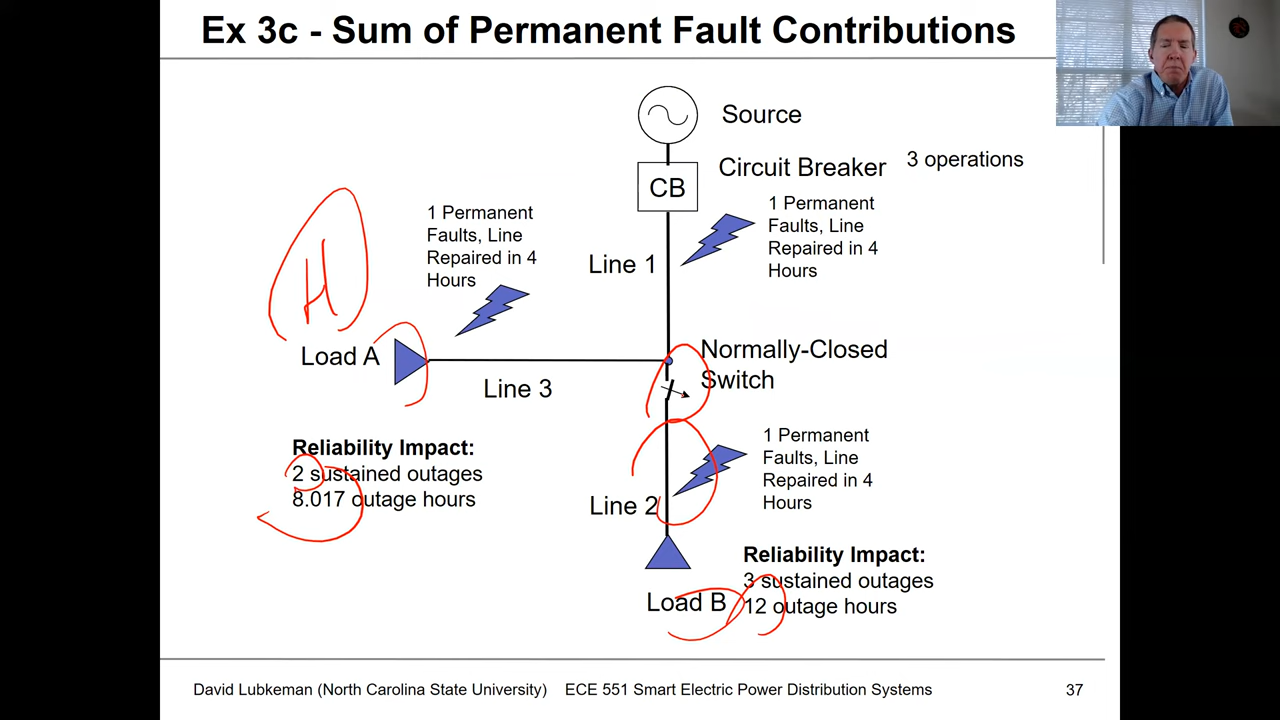 Ex 3c - Sum of Permanent Fault Contributions
Source
Circuit Breaker
3 operations
CB
1 Permanent
Faults, Line
Repaired in 4
Hours
1 Permanent
Faults, Line
Repaired in 4
Hours
Line 1
H
Load A
Normally-Closed
Switch
Line 3
Reliability Impact:
2 sustained outages
8.017 outage hours
1 Permanent
Faults, Line
Repaired in 4
Hours
Line 2
Reliability Impact:
3 sustained outages
12 outage hours
Load B
David Lubkeman (North Carolina State University)
ECE 551 Smart Electric Power Distribution Systems
37